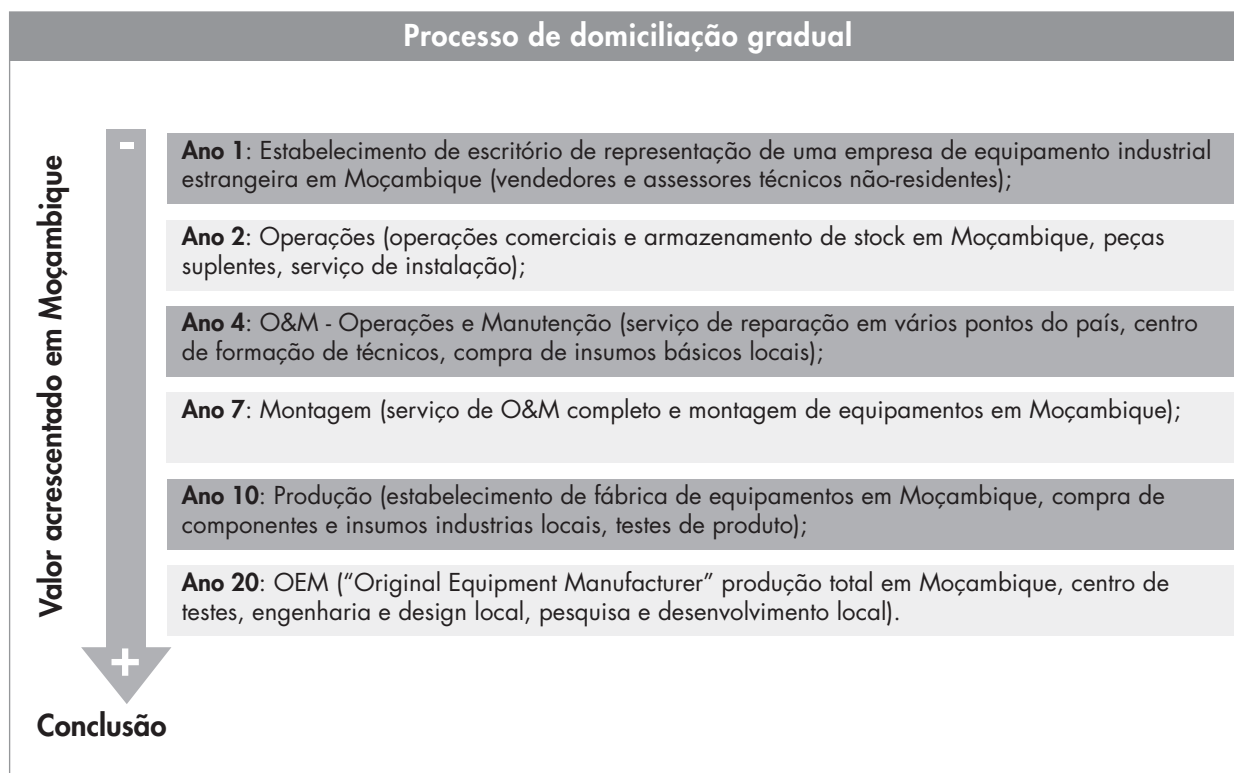 Processo de domiciliação gradual
Valor acrescentado em Moçambique
-
Ano 1: Estabelecimento de escritório de representação de uma empresa de equipamento industrial
estrangeira em Moçambique (vendedores e assessores técnicos não-residentes);
Ano 2: Operações (operações comerciais e armazenamento de stock em Moçambique, peças
suplentes, serviço de instalação);
Ano 4: O&M - Operações e Manutenção (serviço de reparação em vários pontos do país, centro
de formação de técnicos, compra de insumos básicos locais);
Ano 7: Montagem (serviço de O&M completo e montagem de equipamentos em Moçambique);
Ano 10: Produção (estabelecimento de fábrica de equipamentos em Moçambique, compra de
componentes e insumos industrias locais, testes de produto);
Ano 20: OEM (“Original Equipment Manufacturer” produção total em Moçambique, centro de
testes, engenharia e design local, pesquisa e desenvolvimento local).
+
Conclusão